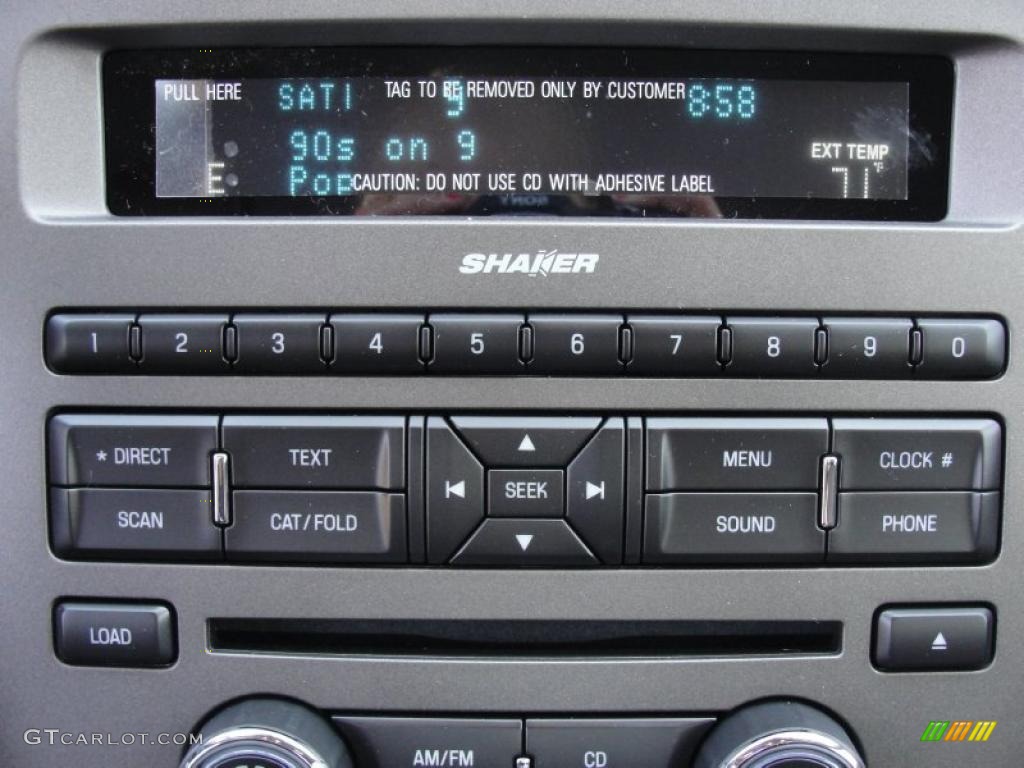 PULL HERE TAG TO BE REMOVED ONLY BY CUSTOMER
SAT1 9 8:58
90s on 9
EXT TEMP
E Pop 71 °F
CAUTION: DO NOT USE CD WITH ADHESIVE LABEL
SHAKER
1 2 3 4 5 6 7 8 9 0
* DIRECT TEXT MENU CLOCK #
SEEK
SCAN CAT/FOLD SOUND PHONE
LOAD
AM/FM CD
GTCARLOT.COM